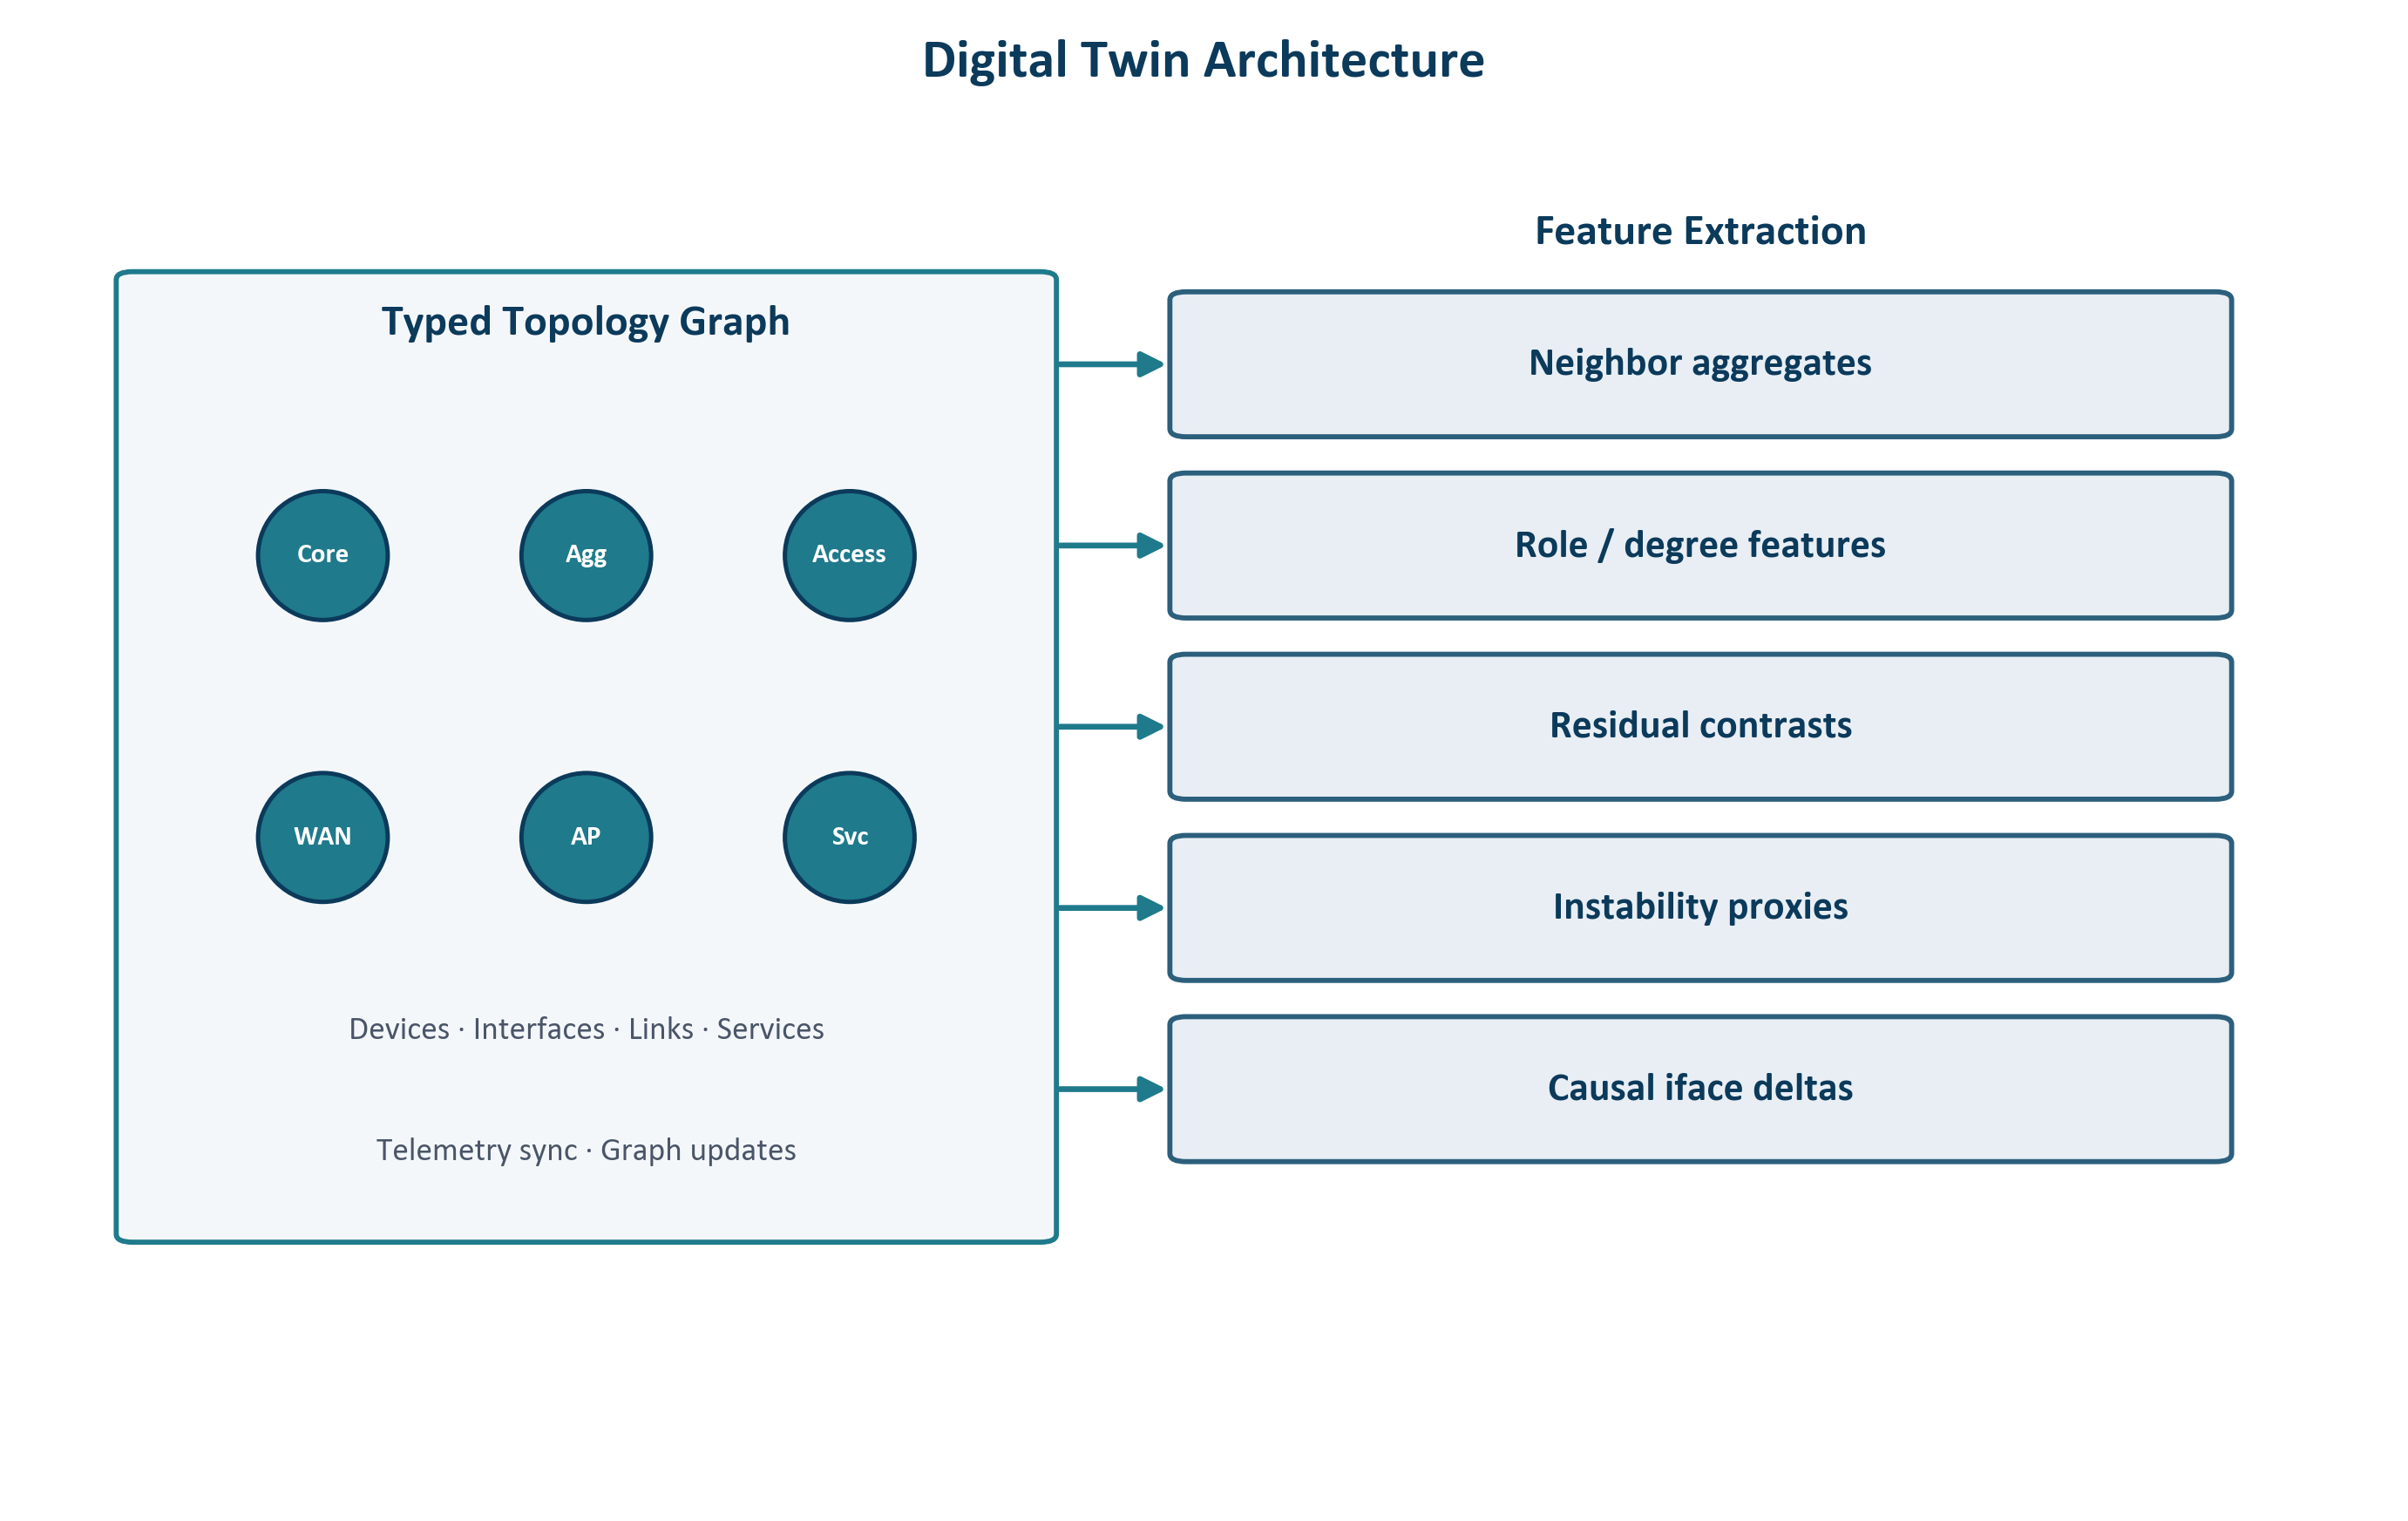 Digital Twin Architecture
Typed Topology Graph
Core
Agg
Access
WAN
AP
Svc
Devices · Interfaces · Links · Services
Telemetry sync · Graph updates
Feature Extraction
Neighbor aggregates
Role / degree features
Residual contrasts
Instability proxies
Causal iface deltas